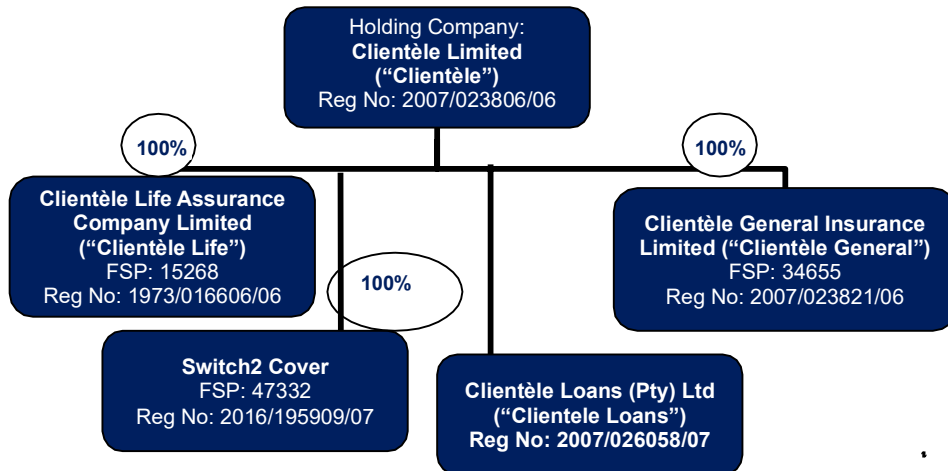 Holding Company:
Clientèle Limited
(“Clientèle”)
Reg No: 2007/023806/06
100%
100%
Clientèle Life Assurance
Company Limited
(“Clientèle Life”)
FSP: 15268
Reg No: 1973/016606/06
Clientèle General Insurance
Limited (“Clientèle General”)
FSP: 34655
Reg No: 2007/023821/06
100%
Switch2 Cover
FSP: 47332
Reg No: 2016/195909/07
Clientèle Loans (Pty) Ltd
(“Clientele Loans”)
Reg No: 2007/026058/07